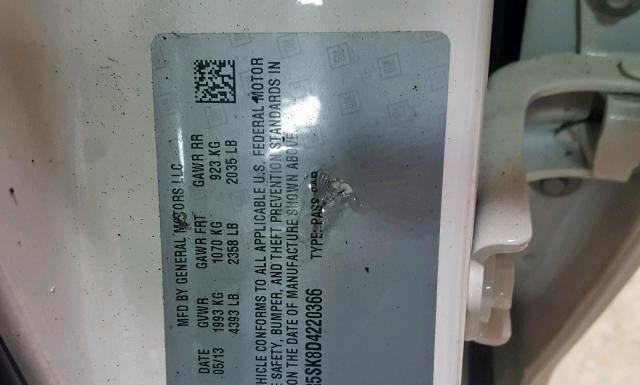 MFD BY GENERAL MOTORS LLC
DATE GVWR GAWR FRT GAWR RR
05/13 1993 KG 1070 KG 923 KG
4393 LB 2358 LB 2035 LB
VEHICLE CONFORMS TO ALL APPLICABLE U.S. FEDERAL MOTOR
E SAFETY, BUMPER, AND THEFT PREVENTION STANDARDS IN
ON THE DATE OF MANUFACTURE SHOWN ABOVE.
5SK8D4220366 TYPE: PASS CAR